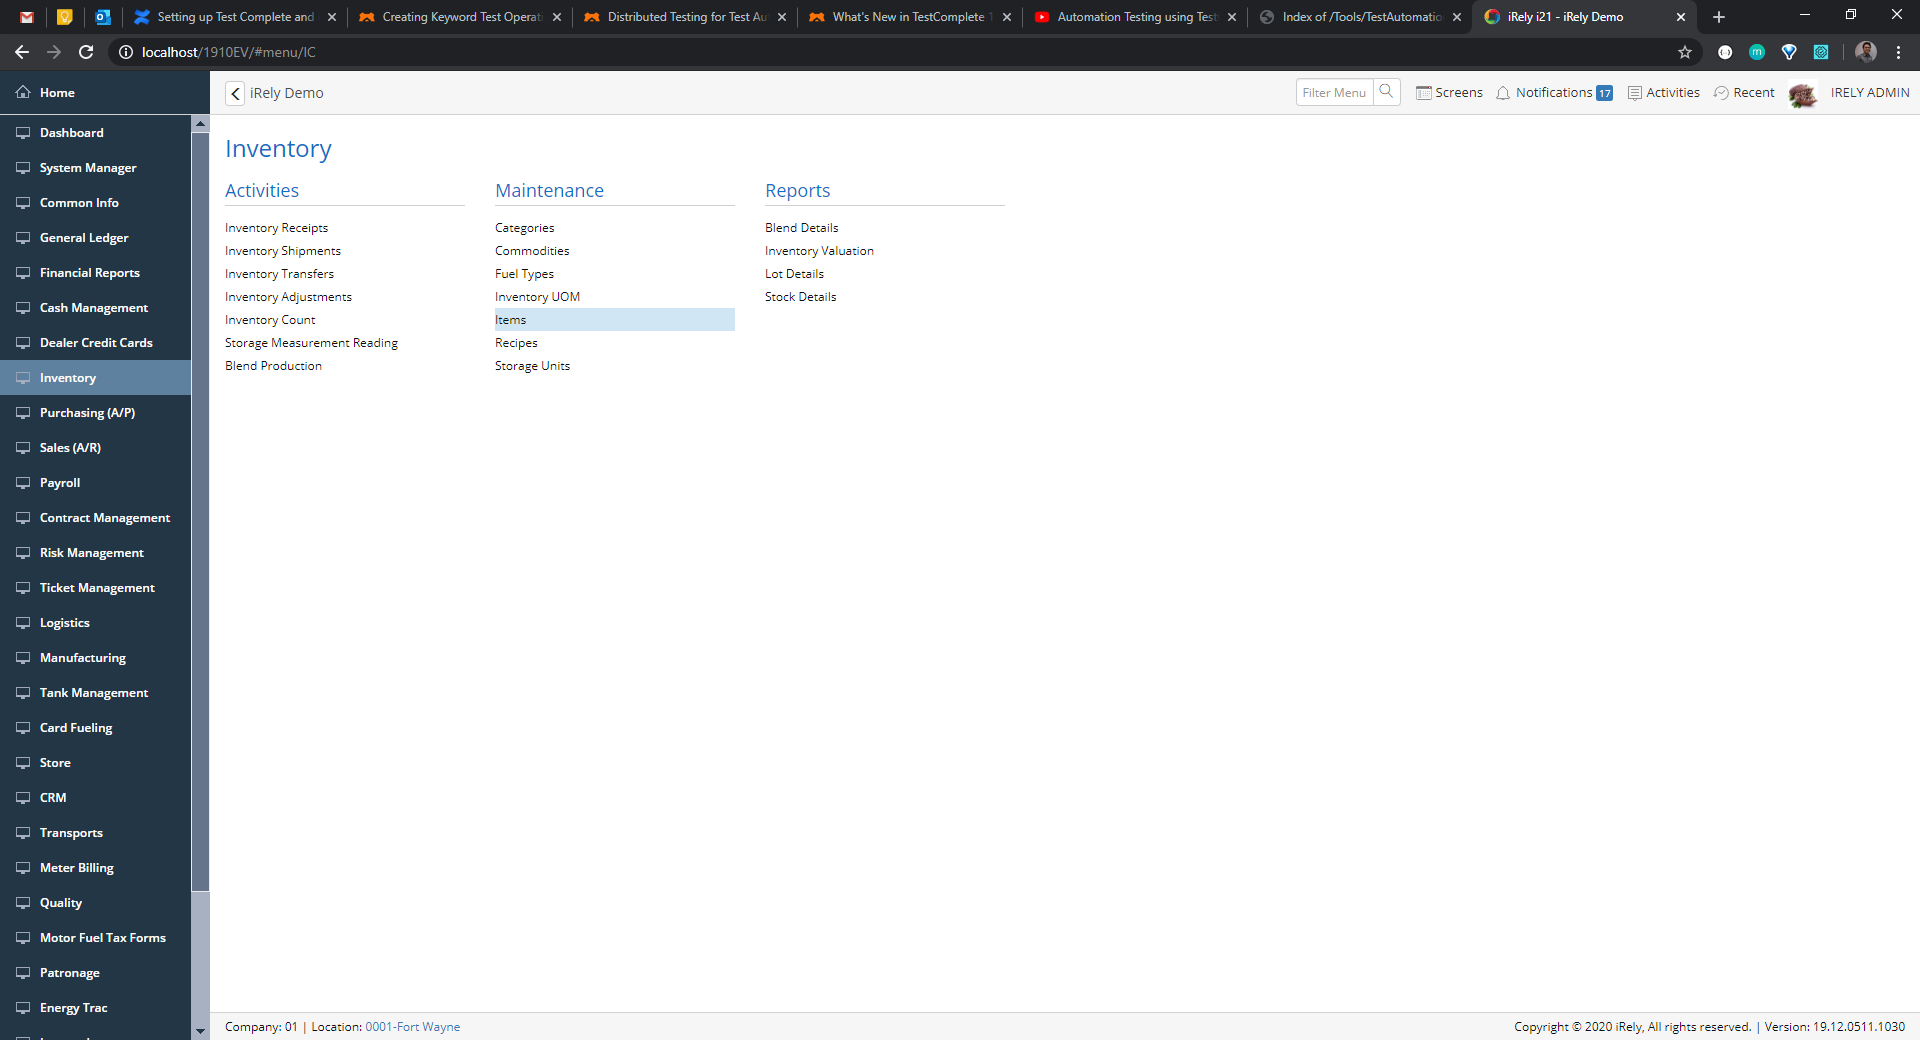 Setting up Test Complete and
Creating Keyword Test Operati
Distributed Testing for Test Au
What's New in TestComplete 1
Automation Testing using Test
Index of /Tools/TestAutomatio
iRely i21 - iRely Demo
localhost/1910EV/#menu/IC
Home
iRely Demo
Filter Menu
Screens
Notifications 17
Activities
Recent
IRELY ADMIN
Dashboard
System Manager
Common Info
General Ledger
Financial Reports
Cash Management
Dealer Credit Cards
Inventory
Purchasing (A/P)
Sales (A/R)
Payroll
Contract Management
Risk Management
Ticket Management
Logistics
Manufacturing
Tank Management
Card Fueling
Store
CRM
Transports
Meter Billing
Quality
Motor Fuel Tax Forms
Patronage
Energy Trac
Inventory
Activities
Inventory Receipts
Inventory Shipments
Inventory Transfers
Inventory Adjustments
Inventory Count
Storage Measurement Reading
Blend Production
Maintenance
Categories
Commodities
Fuel Types
Inventory UOM
Items
Recipes
Storage Units
Reports
Blend Details
Inventory Valuation
Lot Details
Stock Details
Company: 01 | Location: 0001-Fort Wayne
Copyright © 2020 iRely, All rights reserved. | Version: 19.12.0511.1030